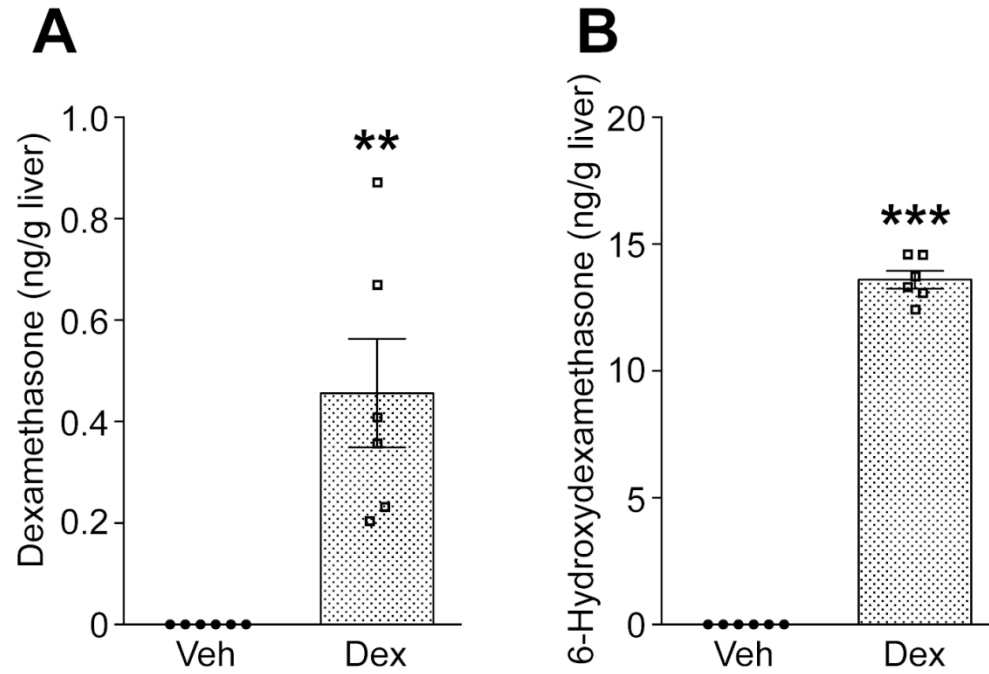 A
Dexamethasone (ng/g liver)
1.0
0.8
0.6
0.4
0.2
0
**
Veh Dex
B
6-Hydroxydexamethasone (ng/g liver)
20
15
10
5
0
***
Veh Dex